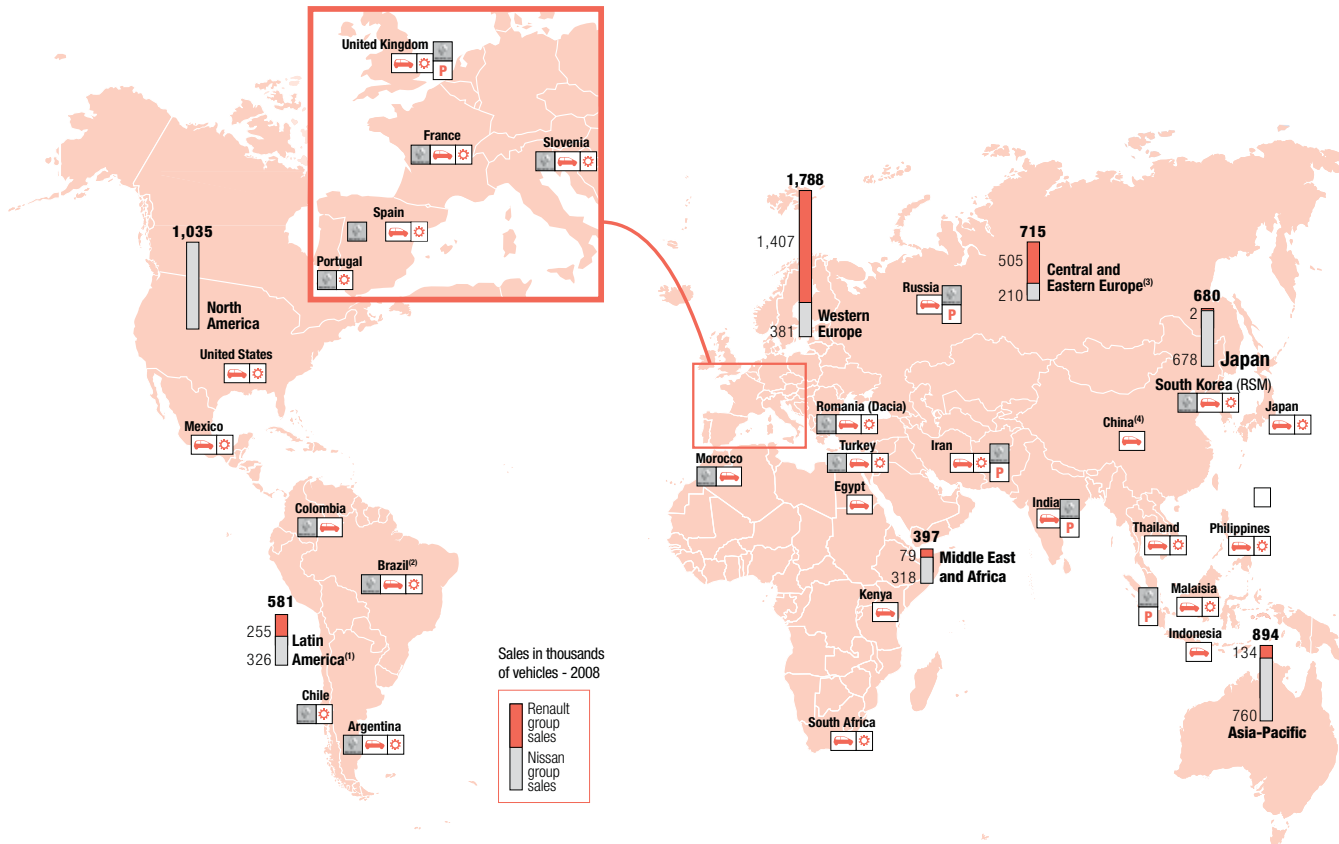 United Kingdom
P
France
Slovenia
Spain
Portugal
1,035
North
America
United States
Mexico
Colombia
Brazil(2)
581
255
326
Latin
America(1)
Chile
Argentina
Sales in thousands
of vehicles - 2008
Renault
group
sales
Nissan
group
sales
1,788
1,407
381
Western
Europe
715
505
210
Central and
Eastern Europe(3)
Russia
P
680
2
678
Japan
South Korea (RSM)
Japan
China(4)
Romania (Dacia)
Turkey
Iran
P
Morocco
Egypt
India
P
Thailand
Philippines
397
79
318
Middle East
and Africa
Kenya
P
Malaisia
Indonesia
894
134
760
Asia-Pacific
South Africa